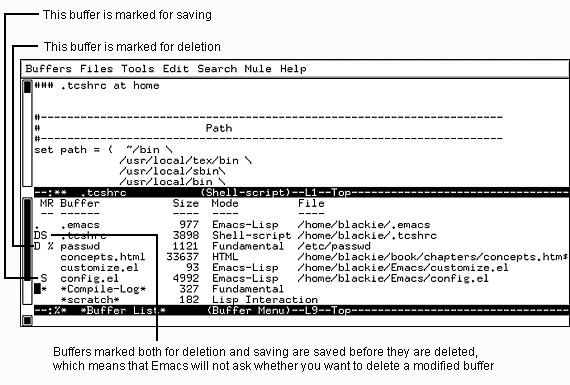 This buffer is marked for saving
This buffer is marked for deletion
Buffers Files Tools Edit Search Mule Help
### .tcshrc at home
#-----------------------------------------------------------------
# Path
#-----------------------------------------------------------------
set path = ( ~/bin \
/usr/local/tex/bin \
/usr/local/sbin\
/usr/local/bin \
--:** .tcshrc (Shell-script)--L1--Top--
MR Buffer Size Mode File
-- ------ ---- ---- ----
. .emacs 977 Emacs-Lisp /home/blackie/.emacs
DS .tcshrc 3898 Shell-script /home/blackie/.tcshrc
D % passwd 1121 Fundamental /etc/passwd
concepts.html 33637 HTML /home/blackie/book/chapters/concepts.htm$
customize.el 93 Emacs-Lisp /home/blackie/Emacs/customize.el
S config.el 4992 Emacs-Lisp /home/blackie/Emacs/config.el
* *Compile-Log* 327 Fundamental
*scratch* 182 Lisp Interaction
--:%* *Buffer List* (Buffer Menu)--L9--Top--
Buffers marked both for deletion and saving are saved before they are deleted,
which means that Emacs will not ask whether you want to delete a modified buffer